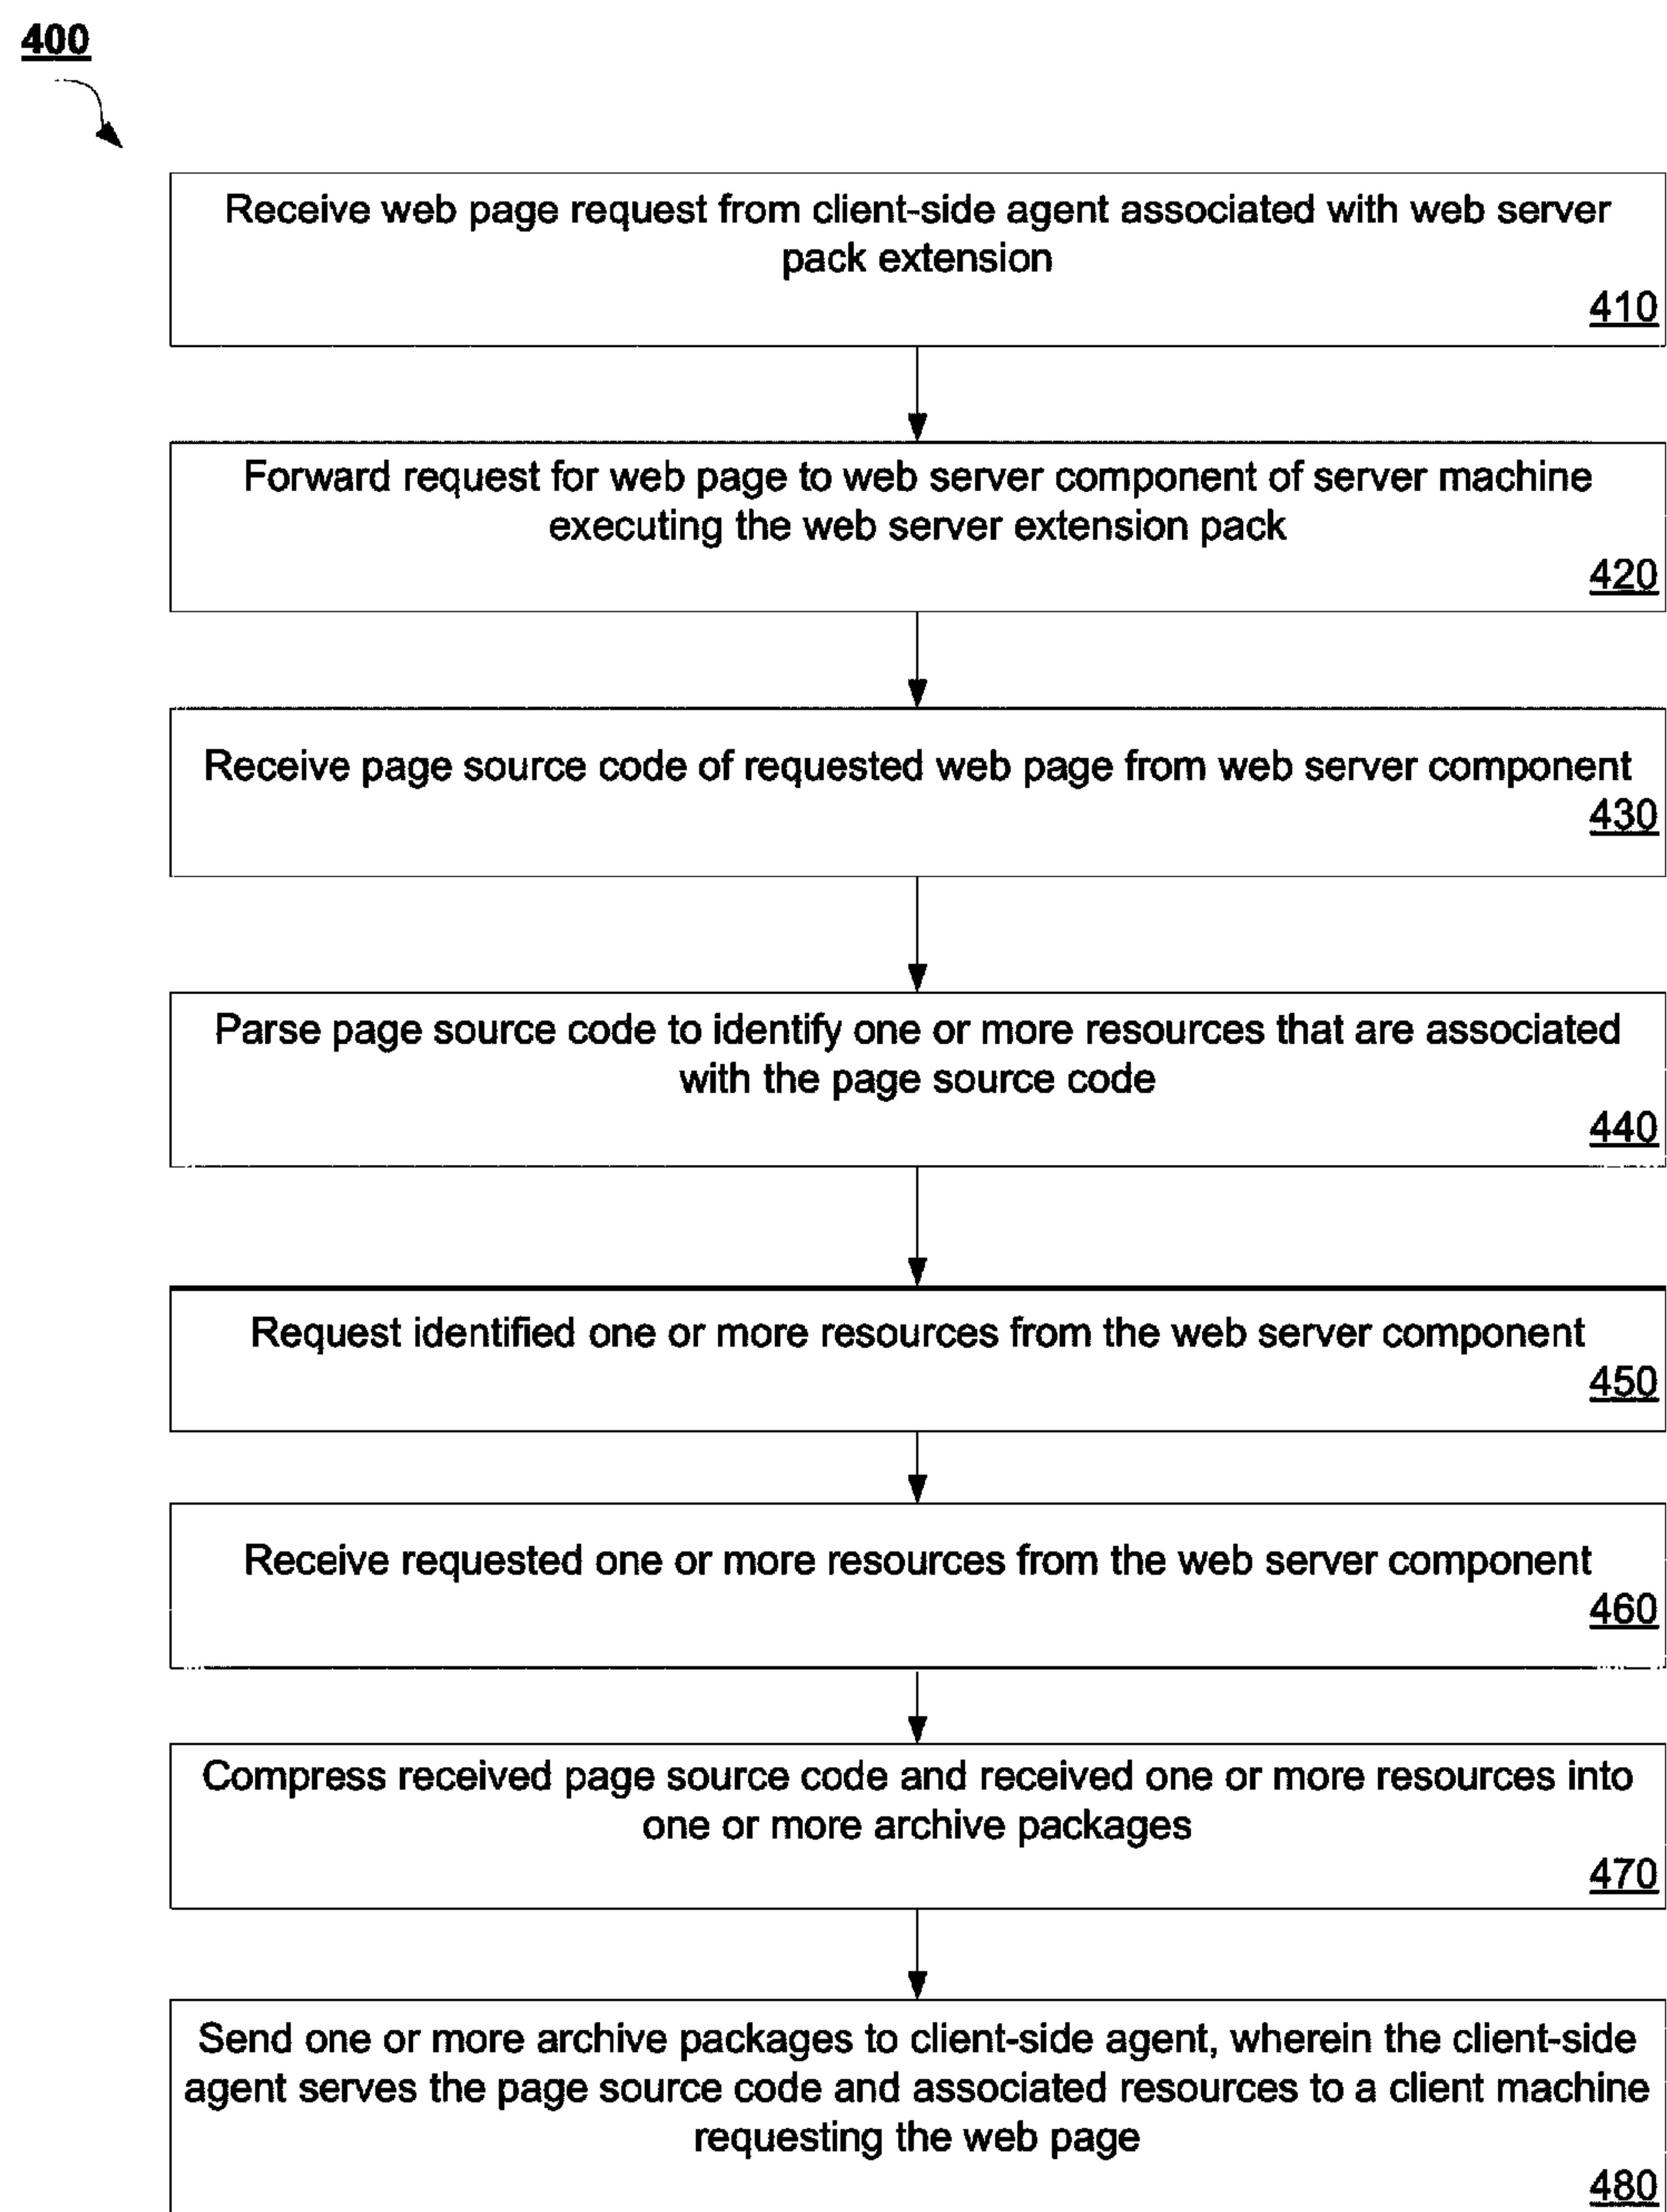 400
Receive web page request from client-side agent associated with web server
pack extension
410
Forward request for web page to web server component of server machine
executing the web server extension pack
420
Receive page source code of requested web page from web server component
430
Parse page source code to identify one or more resources that are associated
with the page source code
440
Request identified one or more resources from the web server component
450
Receive requested one or more resources from the web server component
460
Compress received page source code and received one or more resources into
one or more archive packages
470
Send one or more archive packages to client-side agent, wherein the client-side
agent serves the page source code and associated resources to a client machine
requesting the web page
480